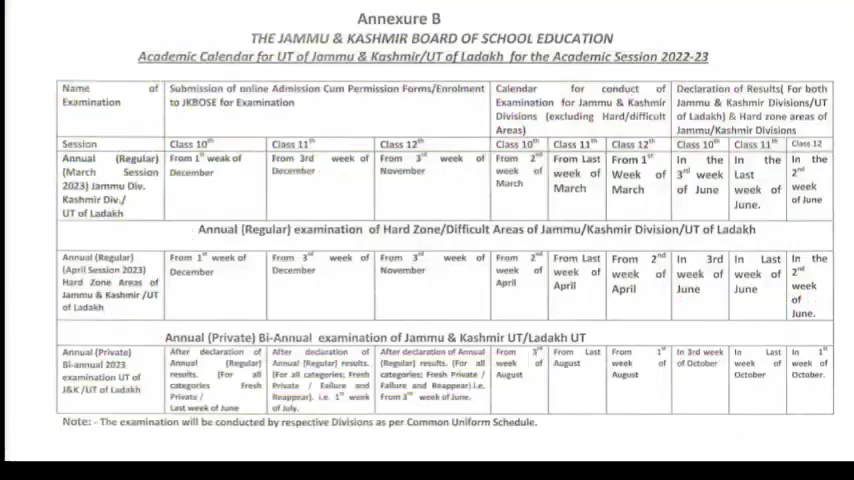 Annexure B
THE JAMMU & KASHMIR BOARD OF SCHOOL EDUCATION
Academic Calendar for UT of Jammu & Kashmir/UT of Ladakh for the Academic Session 2022-23
Name of Examination
Submission of online Admission Cum Permission Forms/Enrolment to JKBOSE for Examination
Calendar for conduct of Examination for Jammu & Kashmir Divisions (excluding Hard/difficult Areas)
Declaration of Results( For both Jammu & Kashmir Divisions/UT of Ladakh) & Hard zone areas of Jammu/Kashmir Divisions
Session
Class 10th
Class 11th
Class 12th
Class 10th
Class 11th
Class 12th
Class 10th
Class 11th
Class 12
Annual (Regular) (March Session 2023) Jammu Div. Kashmir Div./ UT of Ladakh
From 1st weak of December
From 3rd week of December
From 3rd week of November
From 2nd week of March
From Last week of March
From 1st Week of March
In the 3rd week of June
In the Last week of June.
In the 2nd week of June
Annual (Regular) examination of Hard Zone/Difficult Areas of Jammu/Kashmir Division/UT of Ladakh
Annual (Regular) (April Session 2023) Hard Zone Areas of Jammu & Kashmir /UT of Ladakh
From 1st week of December
From 3rd week of December
From 3rd week of November
From 2nd week of April
From Last week of April
From 2nd week of April
In 3rd week of June
In Last week of June
In the 2nd week of June.
Annual (Private) Bi-Annual examination of Jammu & Kashmir UT/Ladakh UT
Annual (Private) Bi-annual 2023 examination UT of J&K /UT of Ladakh
After declaration of Annual (Regular) results. (For all categories Fresh Private / Last week of June
After declaration of Annual (Regular) results. (For all categories; Fresh Private / Failure and Reappear). i.e. 1st week of July.
After declaration of Annual (Regular) results. (For all categories; Fresh Private / Failure and Reappear).i.e. From 3rd week of June.
From 3rd week of August
From Last August
From 1st week of August
In 3rd week of October
In Last week of October
In 1st week of October.
Note: - The examination will be conducted by respective Divisions as per Common Uniform Schedule.